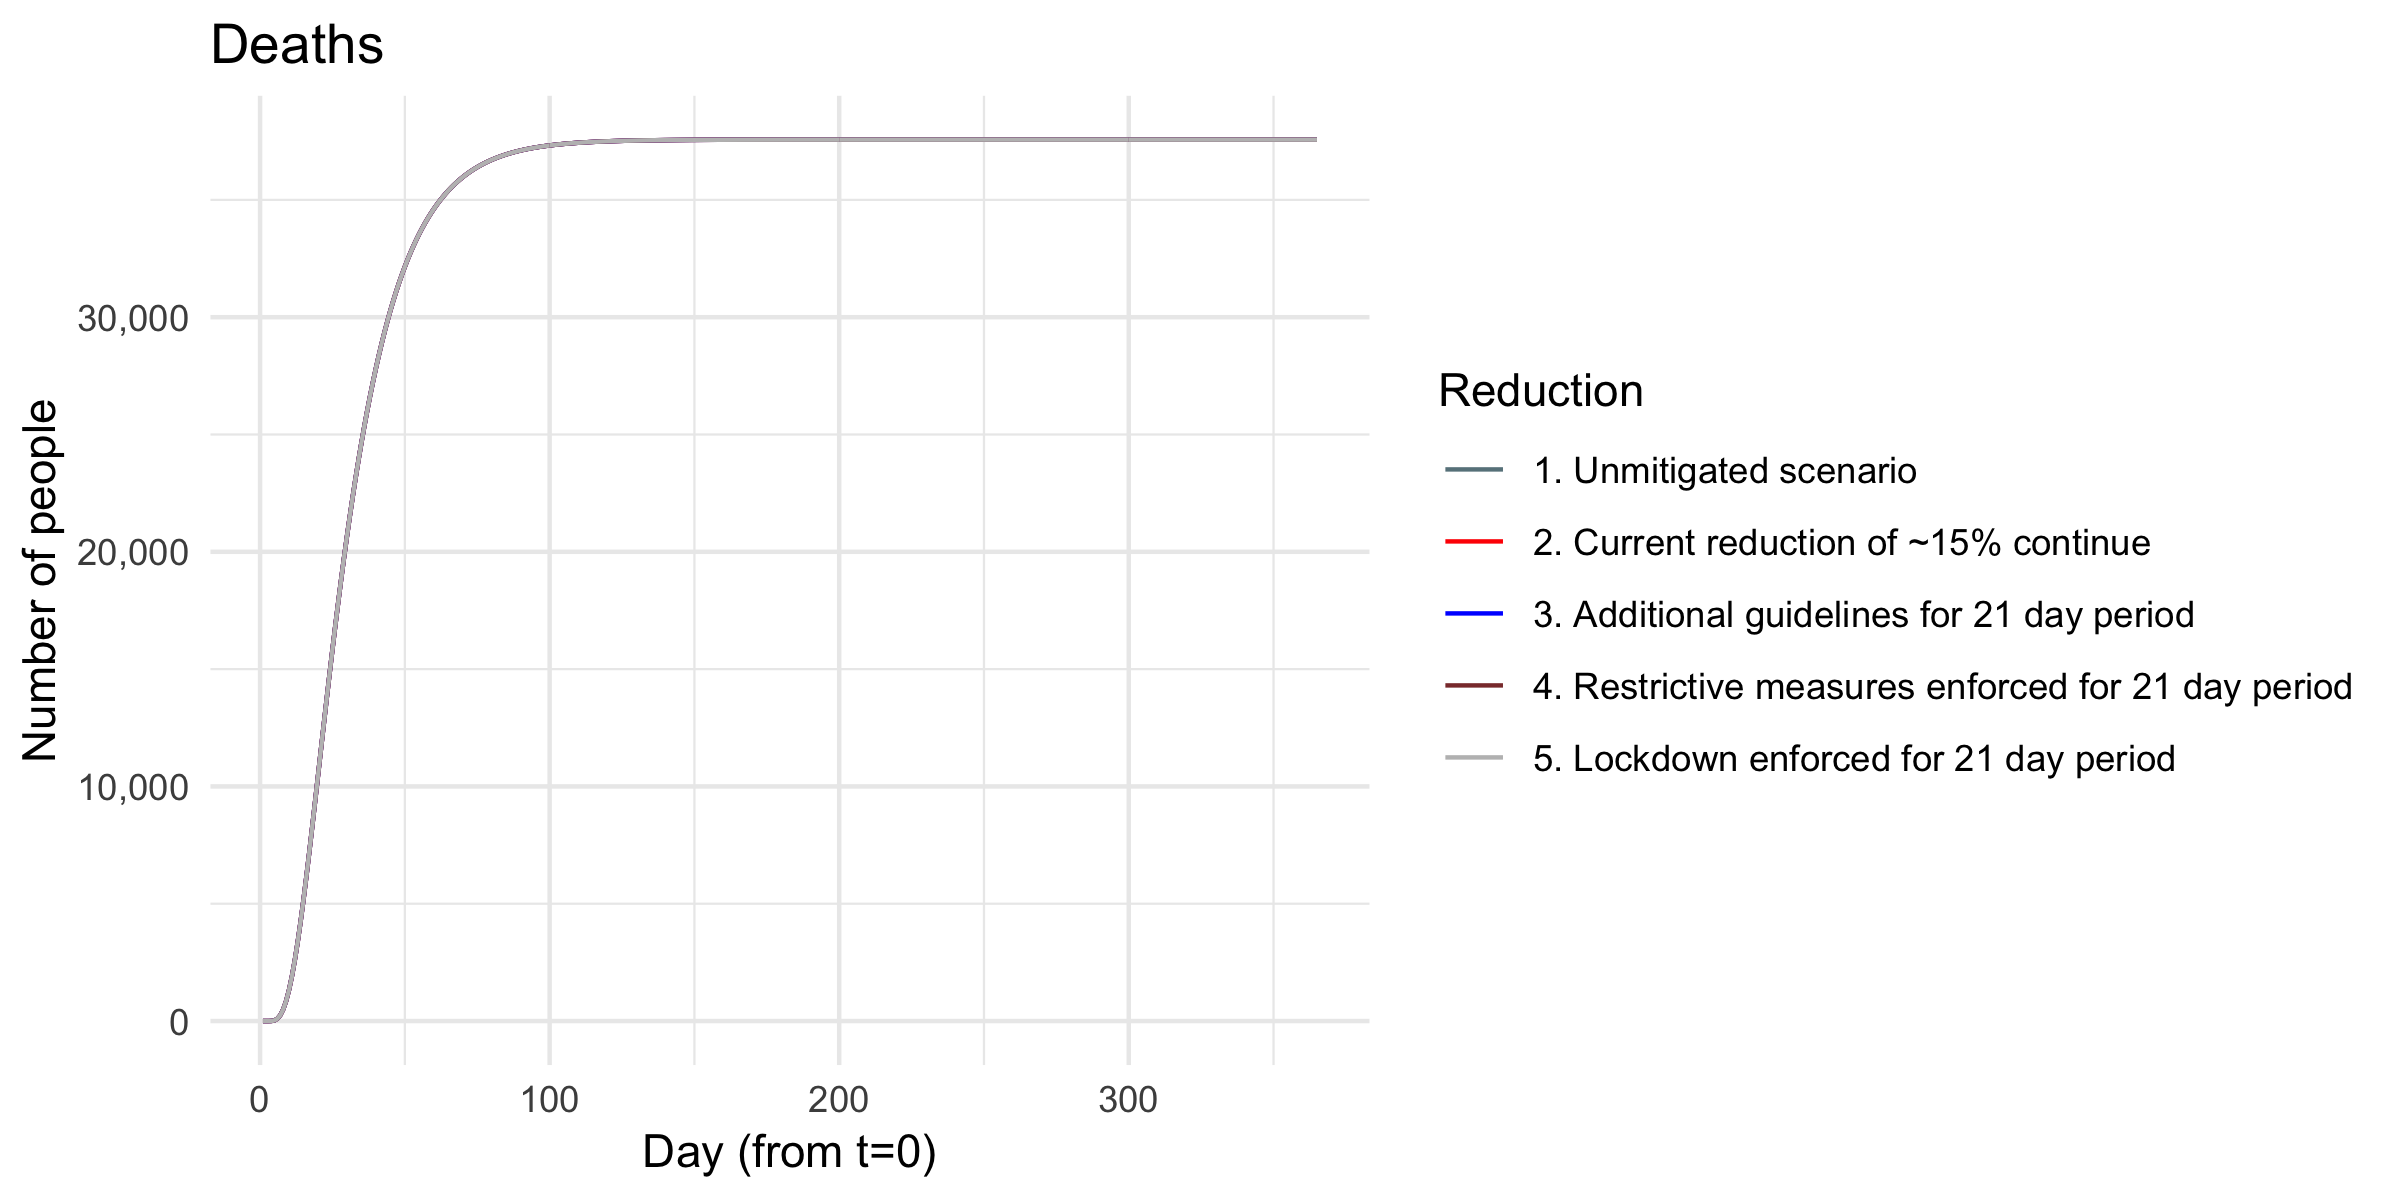 Deaths
Number of people
30,000
20,000
10,000
0
0 100 200 300
Day (from t=0)
Reduction
1. Unmitigated scenario
2. Current reduction of ~15% continue
3. Additional guidelines for 21 day period
4. Restrictive measures enforced for 21 day period
5. Lockdown enforced for 21 day period